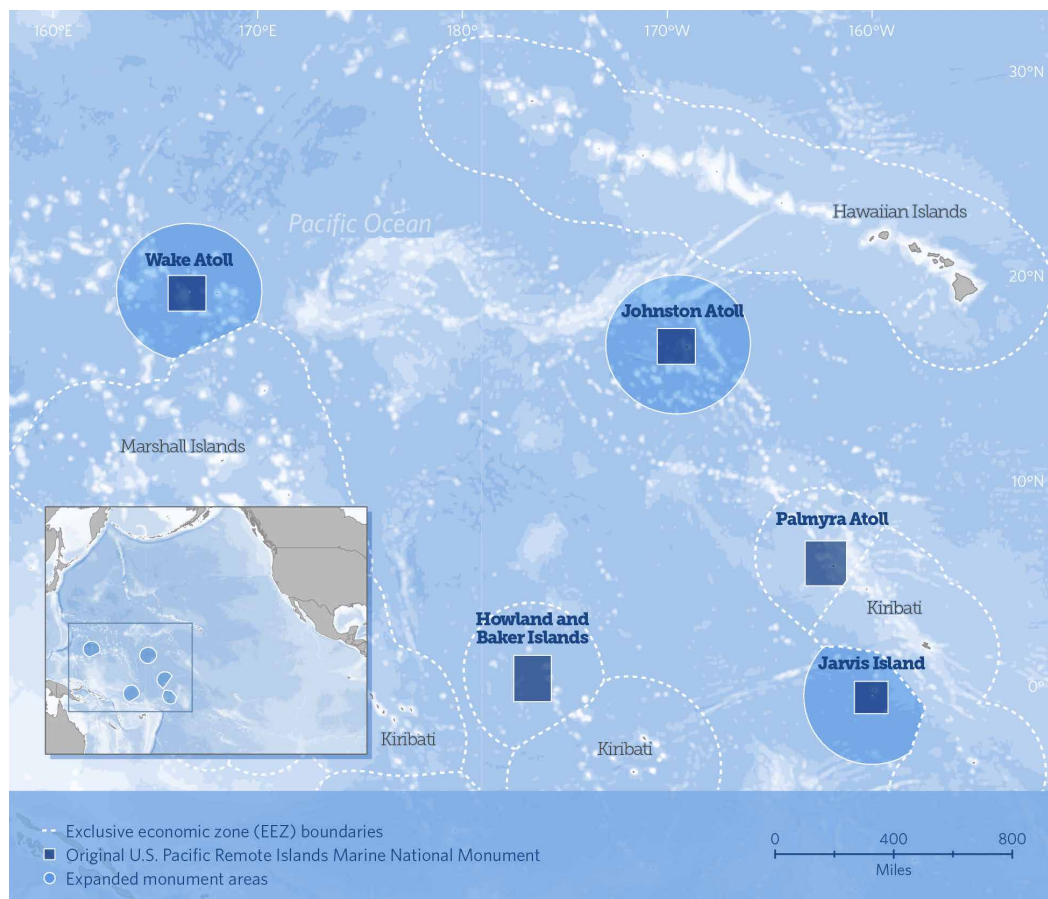 160°E
170°E
180°
170°W
160°W
30°N
Hawaiian Islands
Pacific Ocean
Wake Atoll
20°N
Johnston Atoll
Marshall Islands
10°N
Palmyra Atoll
Kiribati
Howland and
Baker Islands
Jarvis Island
0°
Kiribati
Kiribati
Exclusive economic zone (EEZ) boundaries
Original U.S. Pacific Remote Islands Marine National Monument
Expanded monument areas
0 400 800
Miles